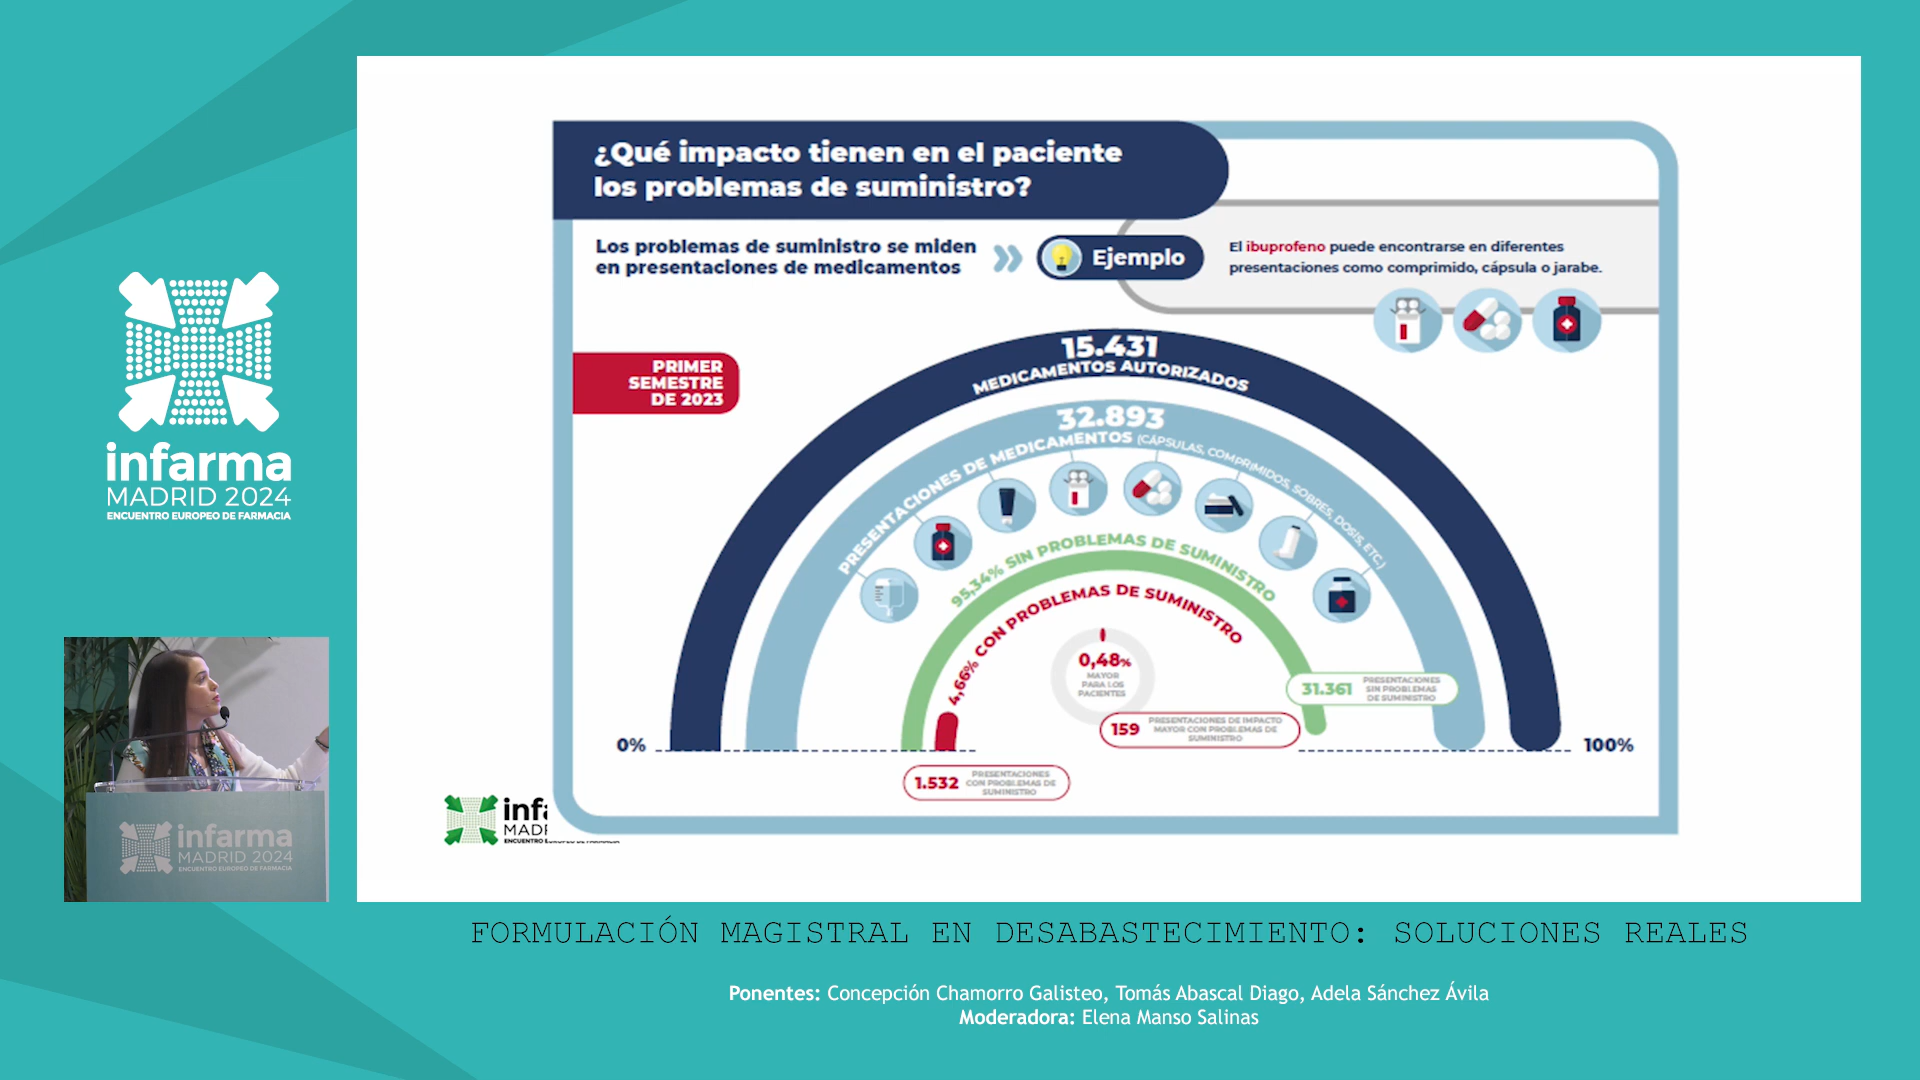 ¿Qué impacto tienen en el paciente
los problemas de suministro?
Los problemas de suministro se miden
en presentaciones de medicamentos
Ejemplo
El ibuprofeno puede encontrarse en diferentes
presentaciones como comprimido, cápsula o jarabe.
PRIMER
SEMESTRE
DE 2023
15.431
MEDICAMENTOS AUTORIZADOS
32.893
PRESENTACIONES DE MEDICAMENTOS (CÁPSULAS, COMPRIMIDOS, SOBRES, DOSIS, ETC.)
95,34% SIN PROBLEMAS DE SUMINISTRO
4,66% CON PROBLEMAS DE SUMINISTRO
0,48%
MAYOR
PARA LOS
PACIENTES
31.361
PRESENTACIONES
SIN PROBLEMAS
DE SUMINISTRO
159
PRESENTACIONES DE IMPACTO
MAYOR CON PROBLEMAS DE
SUMINISTRO
0%
100%
1.532
PRESENTACIONES
CON PROBLEMAS DE
SUMINISTRO
infarma
MADRID 2024
ENCUENTRO EUROPEO DE FARMACIA
infarma
MADRID 2024
ENCUENTRO EUROPEO DE FARMACIA
inf
MADR
ENCUENTRO EUROPEO DE FARMACIA
FORMULACIÓN MAGISTRAL EN DESABASTECIMIENTO: SOLUCIONES REALES
Ponentes: Concepción Chamorro Galisteo, Tomás Abascal Diago, Adela Sánchez Ávila
Moderadora: Elena Manso Salinas